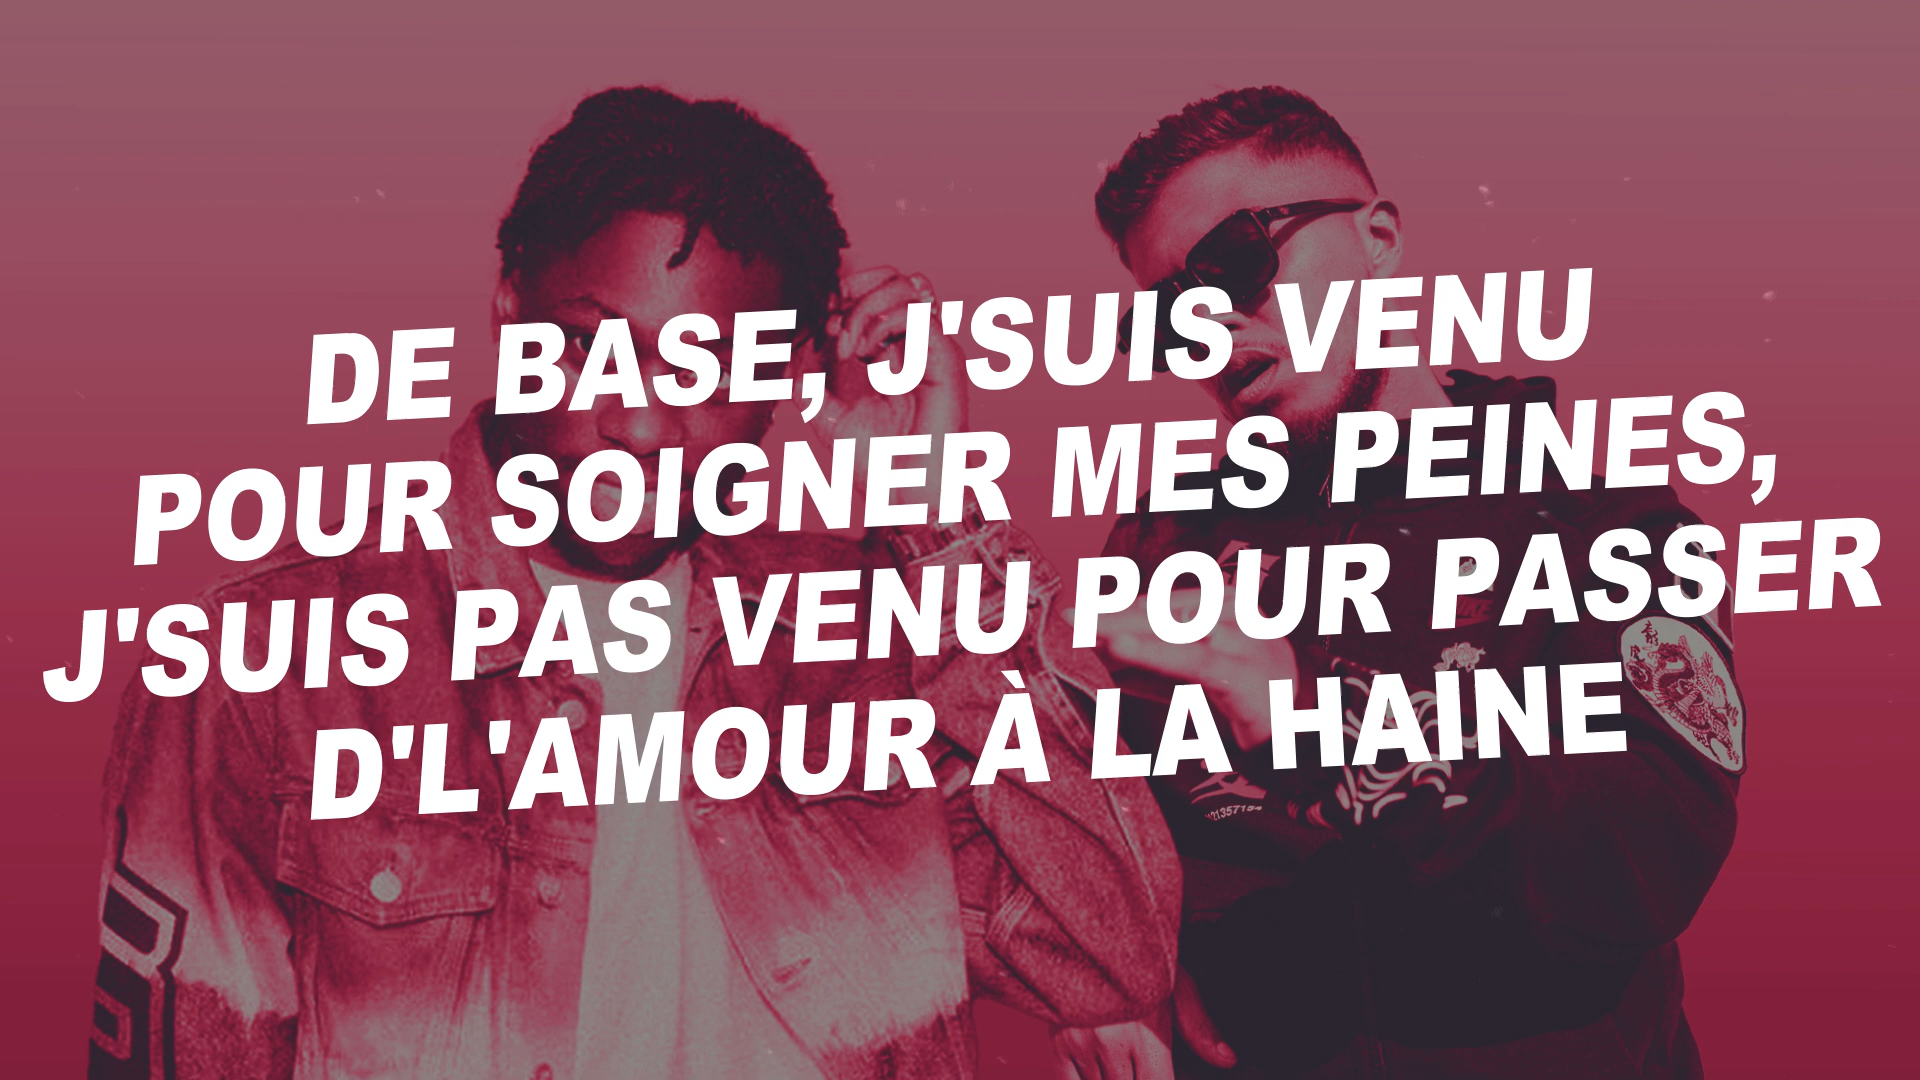 DE BASE, J'SUIS VENU
POUR SOIGNER MES PEINES,
J'SUIS PAS VENU POUR PASSER
D'L'AMOUR À LA HAINE